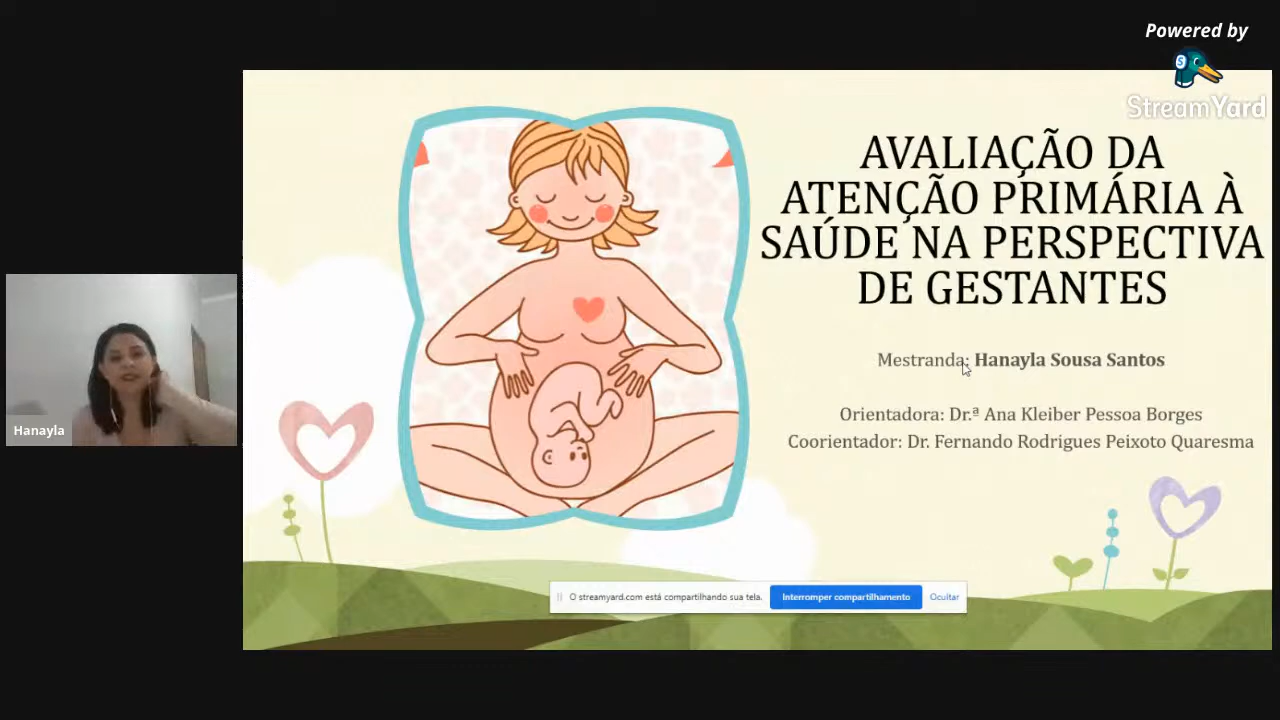 Powered by
S
StreamYard
AVALIAÇÃO DA
ATENÇÃO PRIMÁRIA À
SAÚDE NA PERSPECTIVA
DE GESTANTES
Mestranda: Hanayla Sousa Santos
Orientadora: Dr.ª Ana Kleiber Pessoa Borges
Coorientador: Dr. Fernando Rodrigues Peixoto Quaresma
Hanayla
O streamyard.com está compartilhando sua tela. Interromper compartilhamento Ocultar